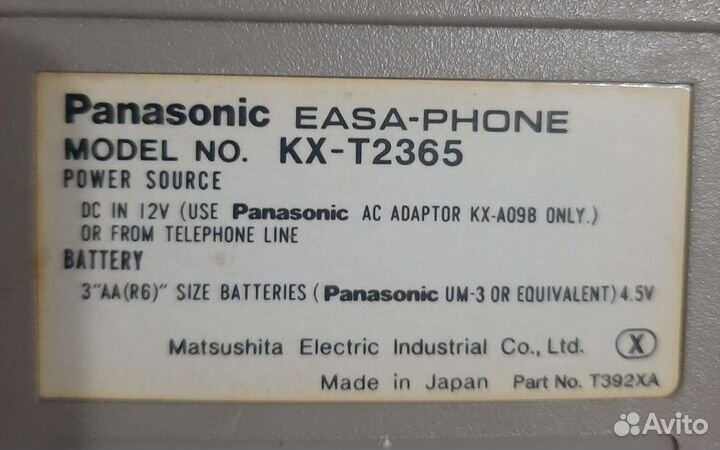 Panasonic EASA-PHONE
MODEL NO. KX-T2365
POWER SOURCE
DC IN 12V (USE Panasonic AC ADAPTOR KX-A09B ONLY.)
OR FROM TELEPHONE LINE
BATTERY
3"AA(R6)" SIZE BATTERIES (Panasonic UM-3 OR EQUIVALENT) 4.5V
Matsushita Electric Industrial Co., Ltd. X
Made in Japan Part No. T392XA
Avito